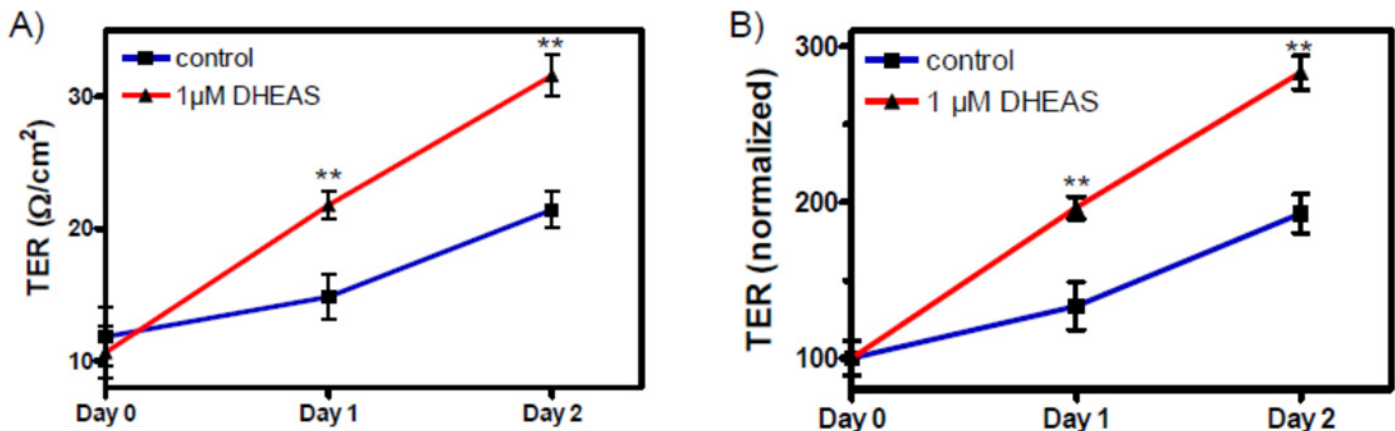 A)
control
1µM DHEAS
**
**
30
20
10
TER (Ω/cm²)
Day 0
Day 1
Day 2
B)
control
1 µM DHEAS
**
**
300
200
100
TER (normalized)
Day 0
Day 1
Day 2